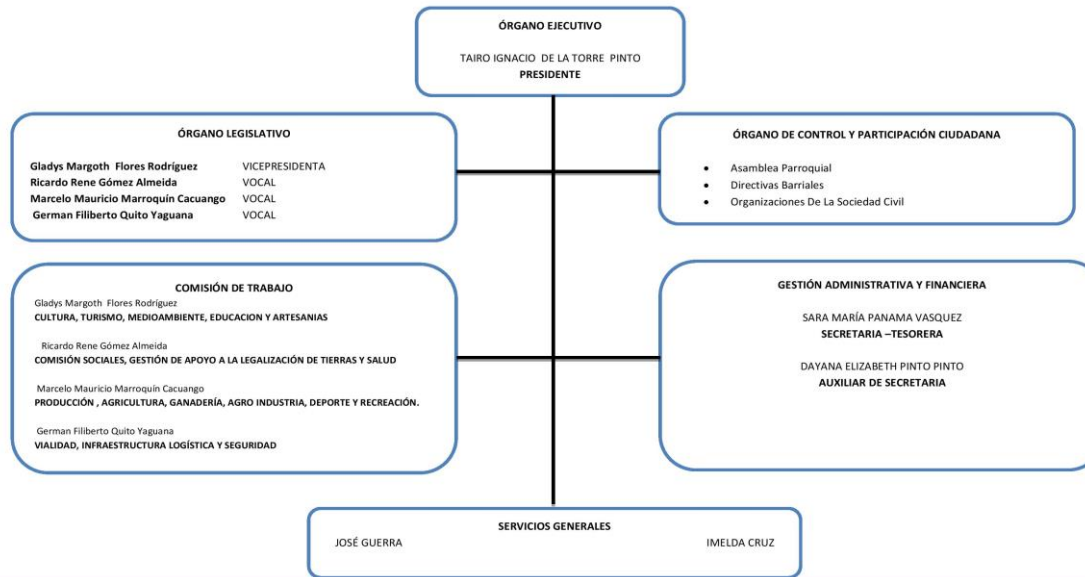 ÓRGANO EJECUTIVO
TAIRO IGNACIO DE LA TORRE PINTO
PRESIDENTE
ÓRGANO LEGISLATIVO
Gladys Margoth Flores Rodríguez VICEPRESIDENTA
Ricardo Rene Gómez Almeida VOCAL
Marcelo Mauricio Marroquín Cacuango VOCAL
German Filiberto Quito Yaguana VOCAL
ÓRGANO DE CONTROL Y PARTICIPACIÓN CIUDADANA
• Asamblea Parroquial
• Directivas Barriales
• Organizaciones De La Sociedad Civil
COMISIÓN DE TRABAJO
Gladys Margoth Flores Rodríguez
CULTURA, TURISMO, MEDIOAMBIENTE, EDUCACION Y ARTESANIAS
Ricardo Rene Gómez Almeida
COMISIÓN SOCIALES, GESTIÓN DE APOYO A LA LEGALIZACIÓN DE TIERRAS Y SALUD
Marcelo Mauricio Marroquín Cacuango
PRODUCCIÓN , AGRICULTURA, GANADERÍA, AGRO INDUSTRIA, DEPORTE Y RECREACIÓN.
German Filiberto Quito Yaguana
VIALIDAD, INFRAESTRUCTURA LOGÍSTICA Y SEGURIDAD
GESTIÓN ADMINISTRATIVA Y FINANCIERA
SARA MARÍA PANAMA VASQUEZ
SECRETARIA –TESORERA
DAYANA ELIZABETH PINTO PINTO
AUXILIAR DE SECRETARIA
SERVICIOS GENERALES
JOSÉ GUERRA IMELDA CRUZ